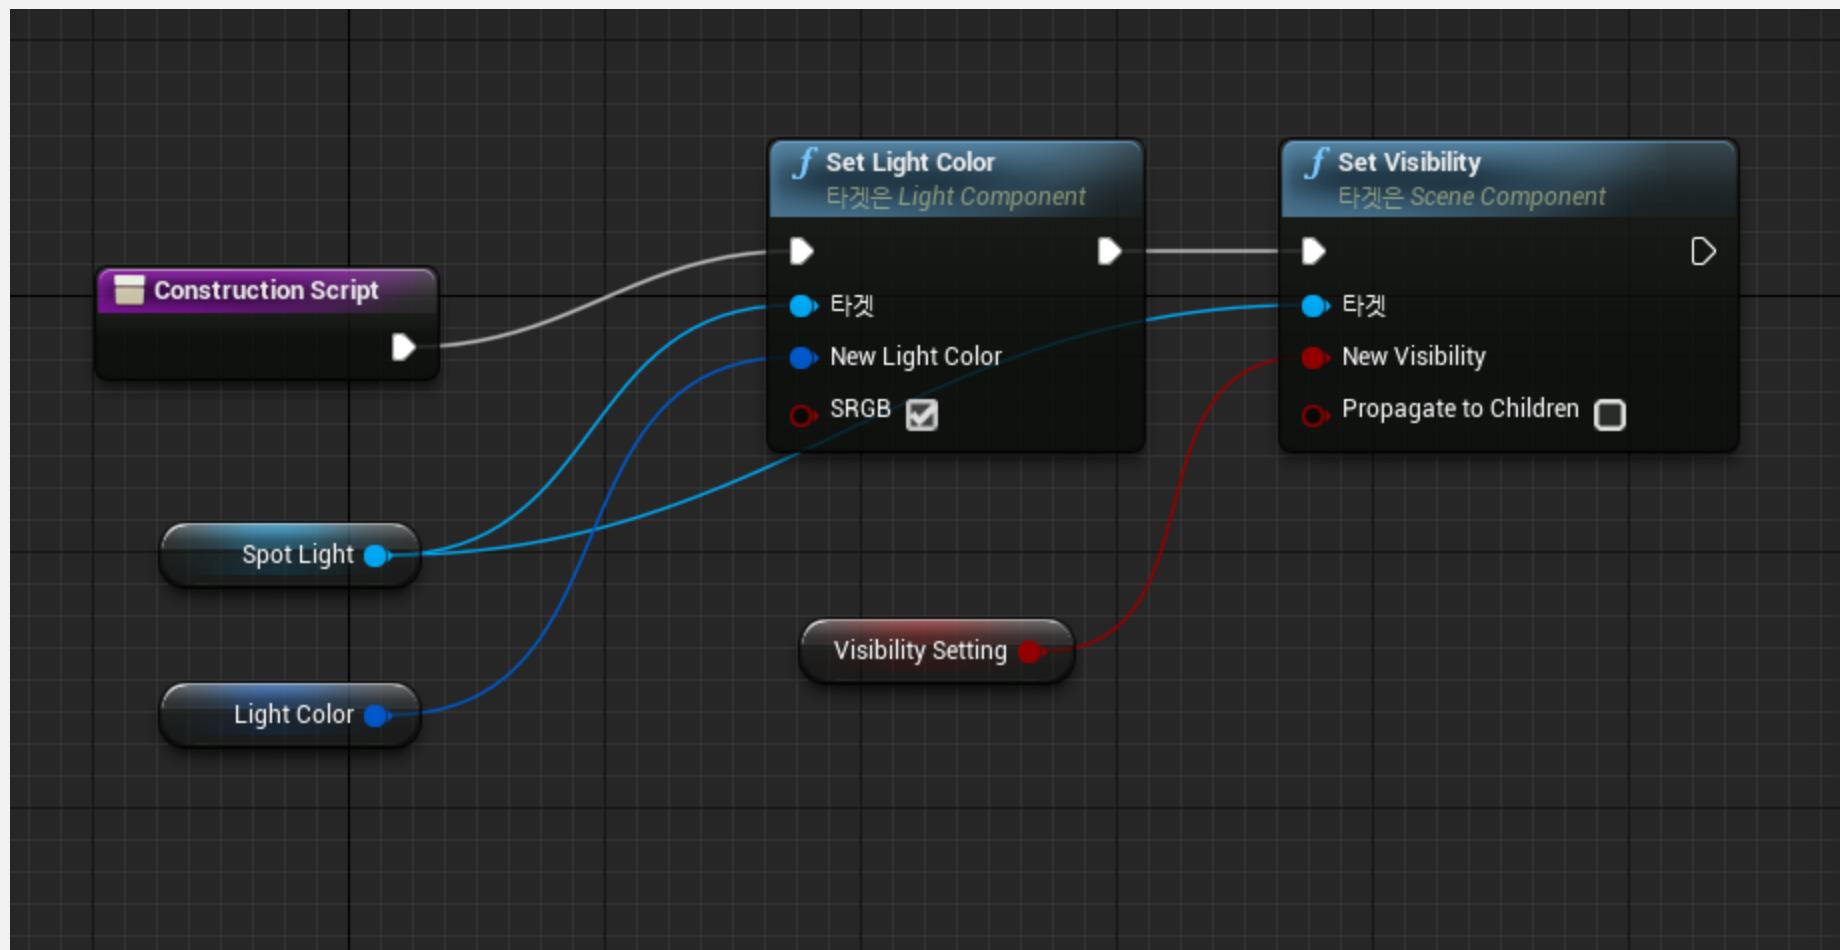 Construction Script
Set Light Color
타겟은 Light Component
타겟
New Light Color
SRGB
Set Visibility
타겟은 Scene Component
타겟
New Visibility
Propagate to Children
Spot Light
Light Color
Visibility Setting